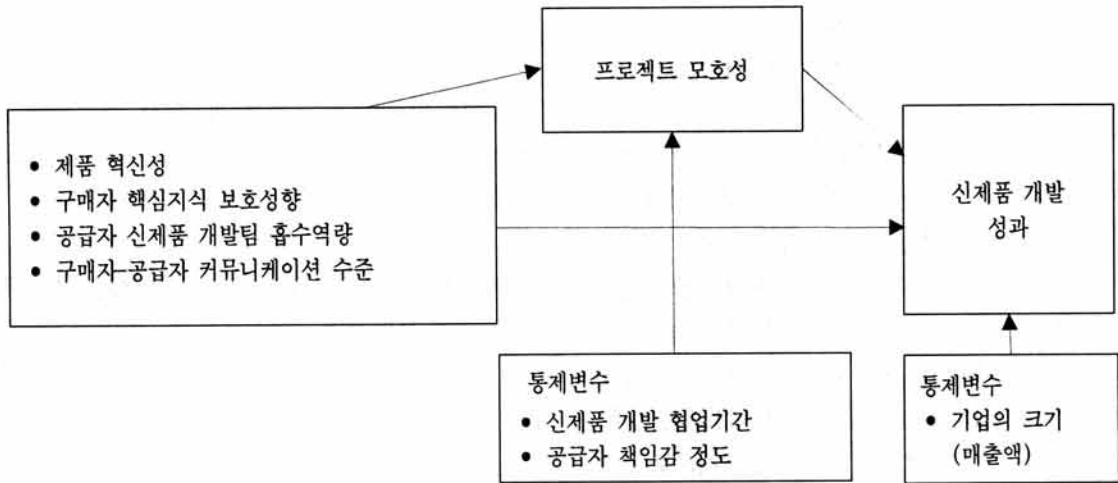 프로젝트 모호성
• 제품 혁신성
• 구매자 핵심지식 보호성향
• 공급자 신제품 개발팀 흡수역량
• 구매자-공급자 커뮤니케이션 수준
신제품 개발
성과
통제변수
• 신제품 개발 협업기간
• 공급자 책임감 정도
통제변수
• 기업의 크기
(매출액)